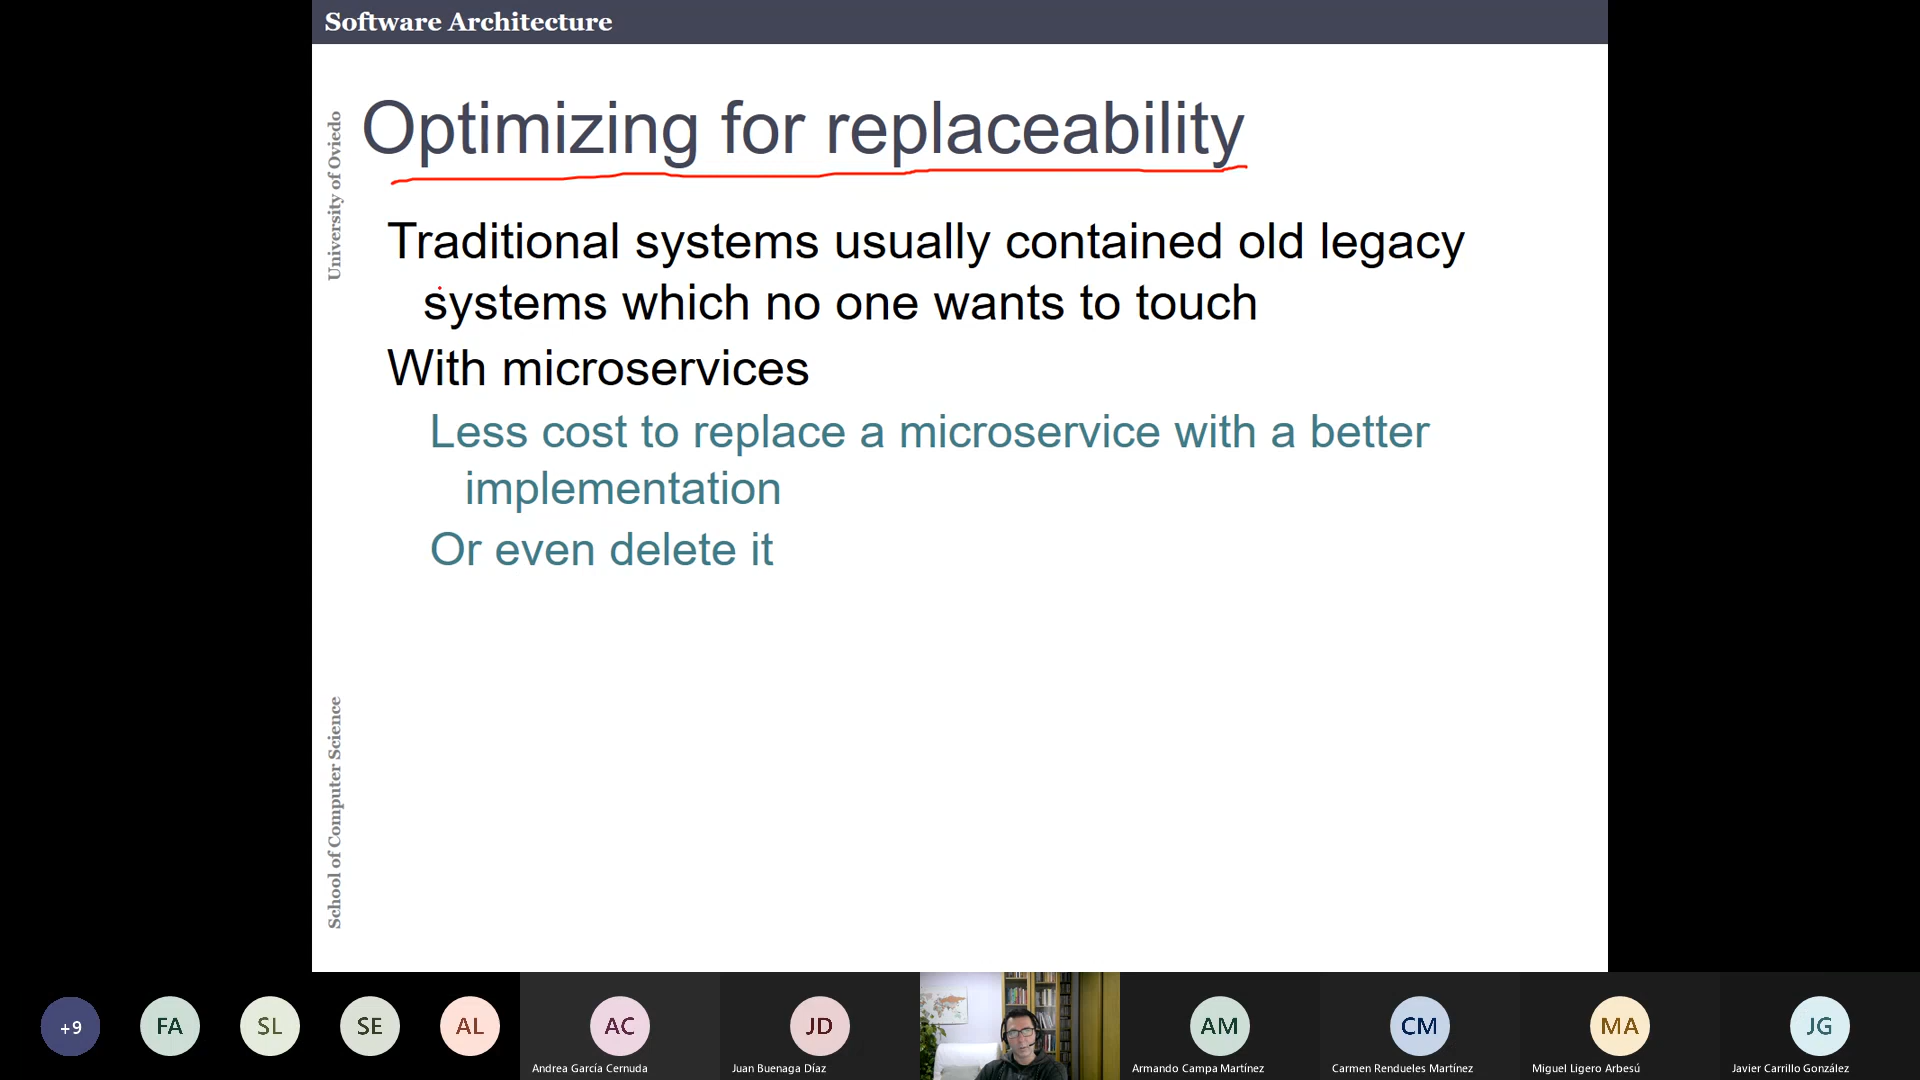 Software Architecture
University of Oviedo
Optimizing for replaceability
Traditional systems usually contained old legacy
systems which no one wants to touch
With microservices
Less cost to replace a microservice with a better
implementation
Or even delete it
School of Computer Science
+9
FA
SL
SE
AL
AC
JD
AM
CM
MA
JG
Andrea García Cernuda
Juan Buenaga Díaz
Armando Campa Martínez
Carmen Rendueles Martínez
Miguel Ligero Arbesú
Javier Carrillo González